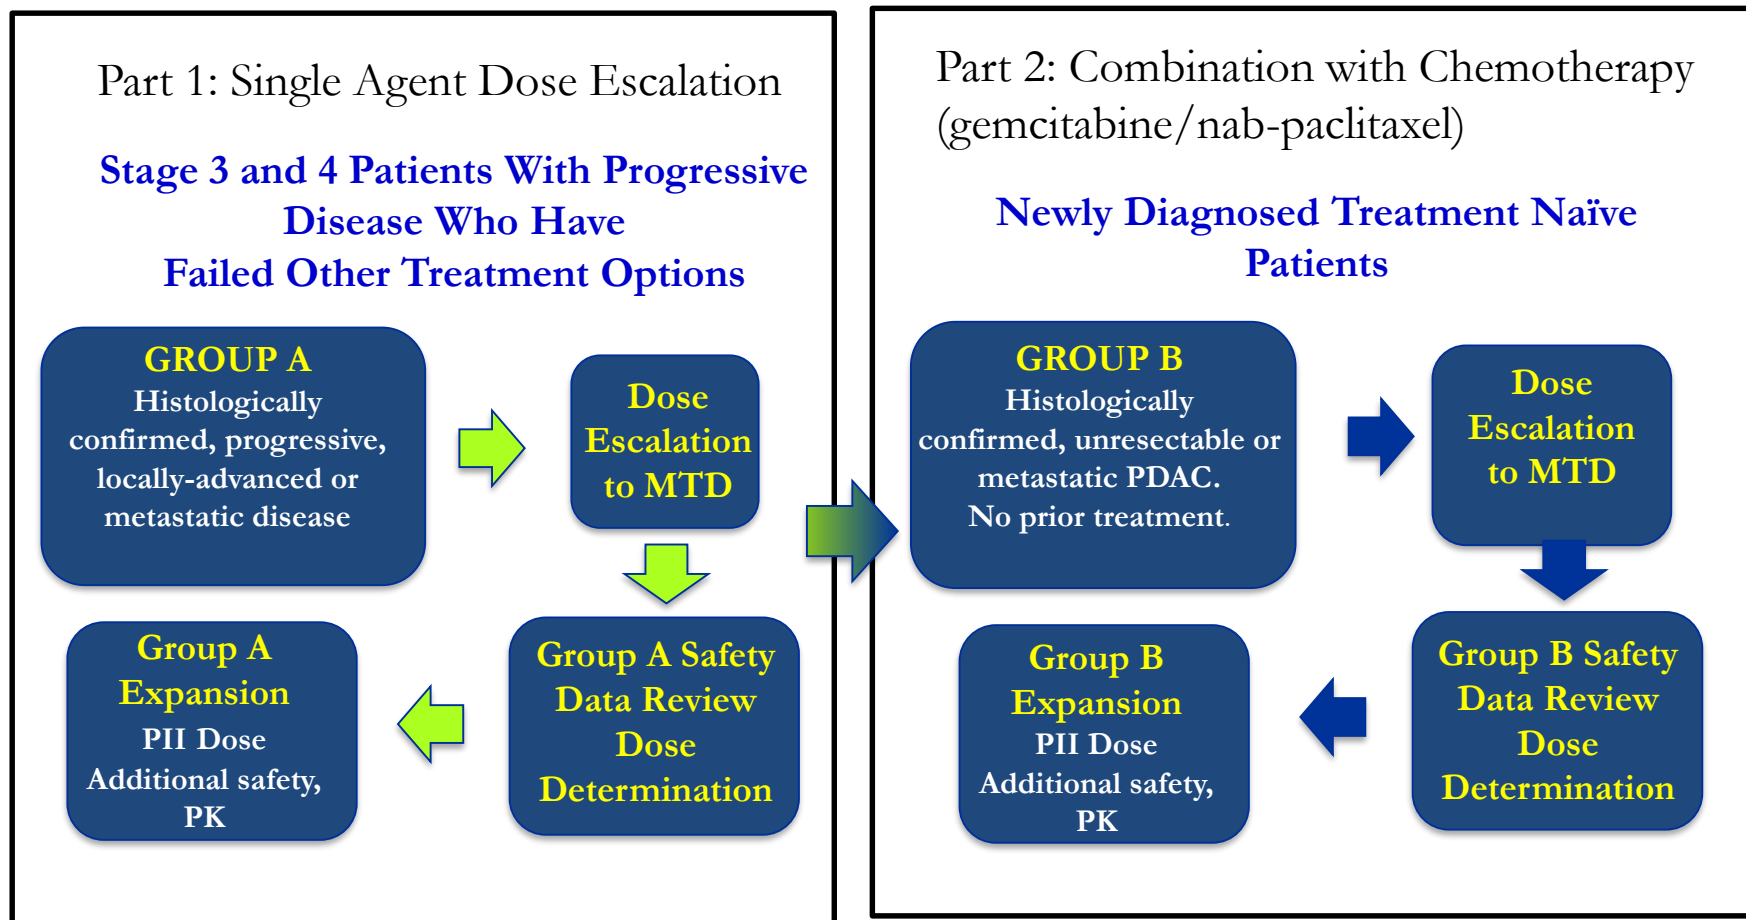 Part 1: Single Agent Dose Escalation
Stage 3 and 4 Patients With Progressive
Disease Who Have
Failed Other Treatment Options
GROUP A
Histologically
confirmed, progressive,
locally-advanced or
metastatic disease
Dose
Escalation
to MTD
Group A Safety
Data Review
Dose
Determination
Group A
Expansion
PII Dose
Additional safety,
PK
Part 2: Combination with Chemotherapy
(gemcitabine/nab-paclitaxel)
Newly Diagnosed Treatment Naïve
Patients
GROUP B
Histologically
confirmed, unresectable or
metastatic PDAC.
No prior treatment.
Dose
Escalation
to MTD
Group B Safety
Data Review
Dose
Determination
Group B
Expansion
PII Dose
Additional safety,
PK